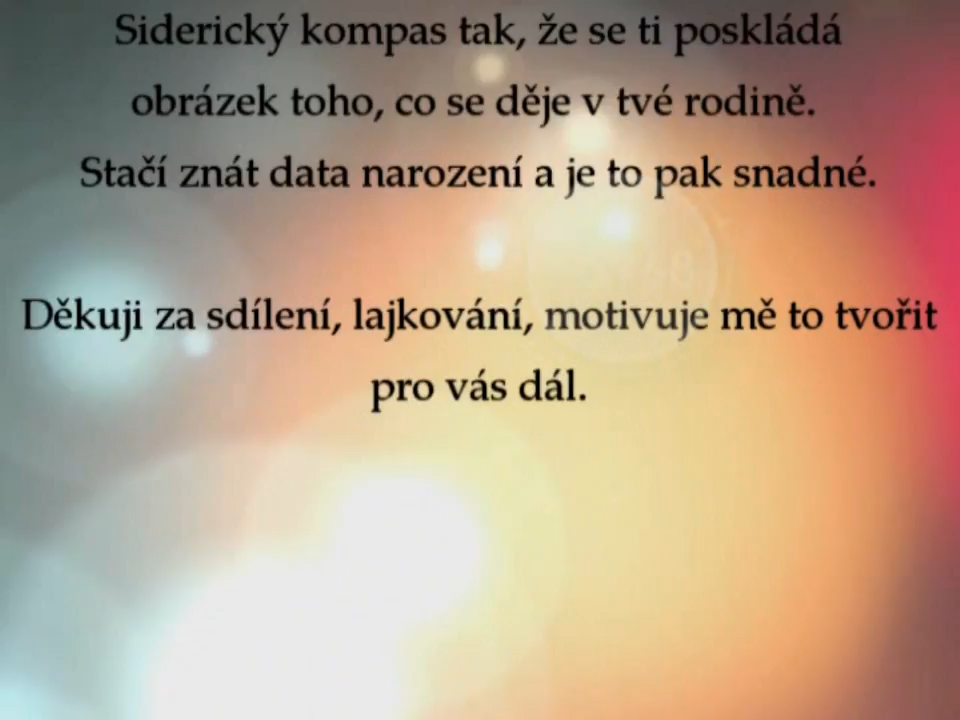 Siderický kompas tak, že se ti poskládá
obrázek toho, co se děje v tvé rodině.
Stačí znát data narození a je to pak snadné.
Děkuji za sdílení, lajkování, motivuje mě to tvořit
pro vás dál.